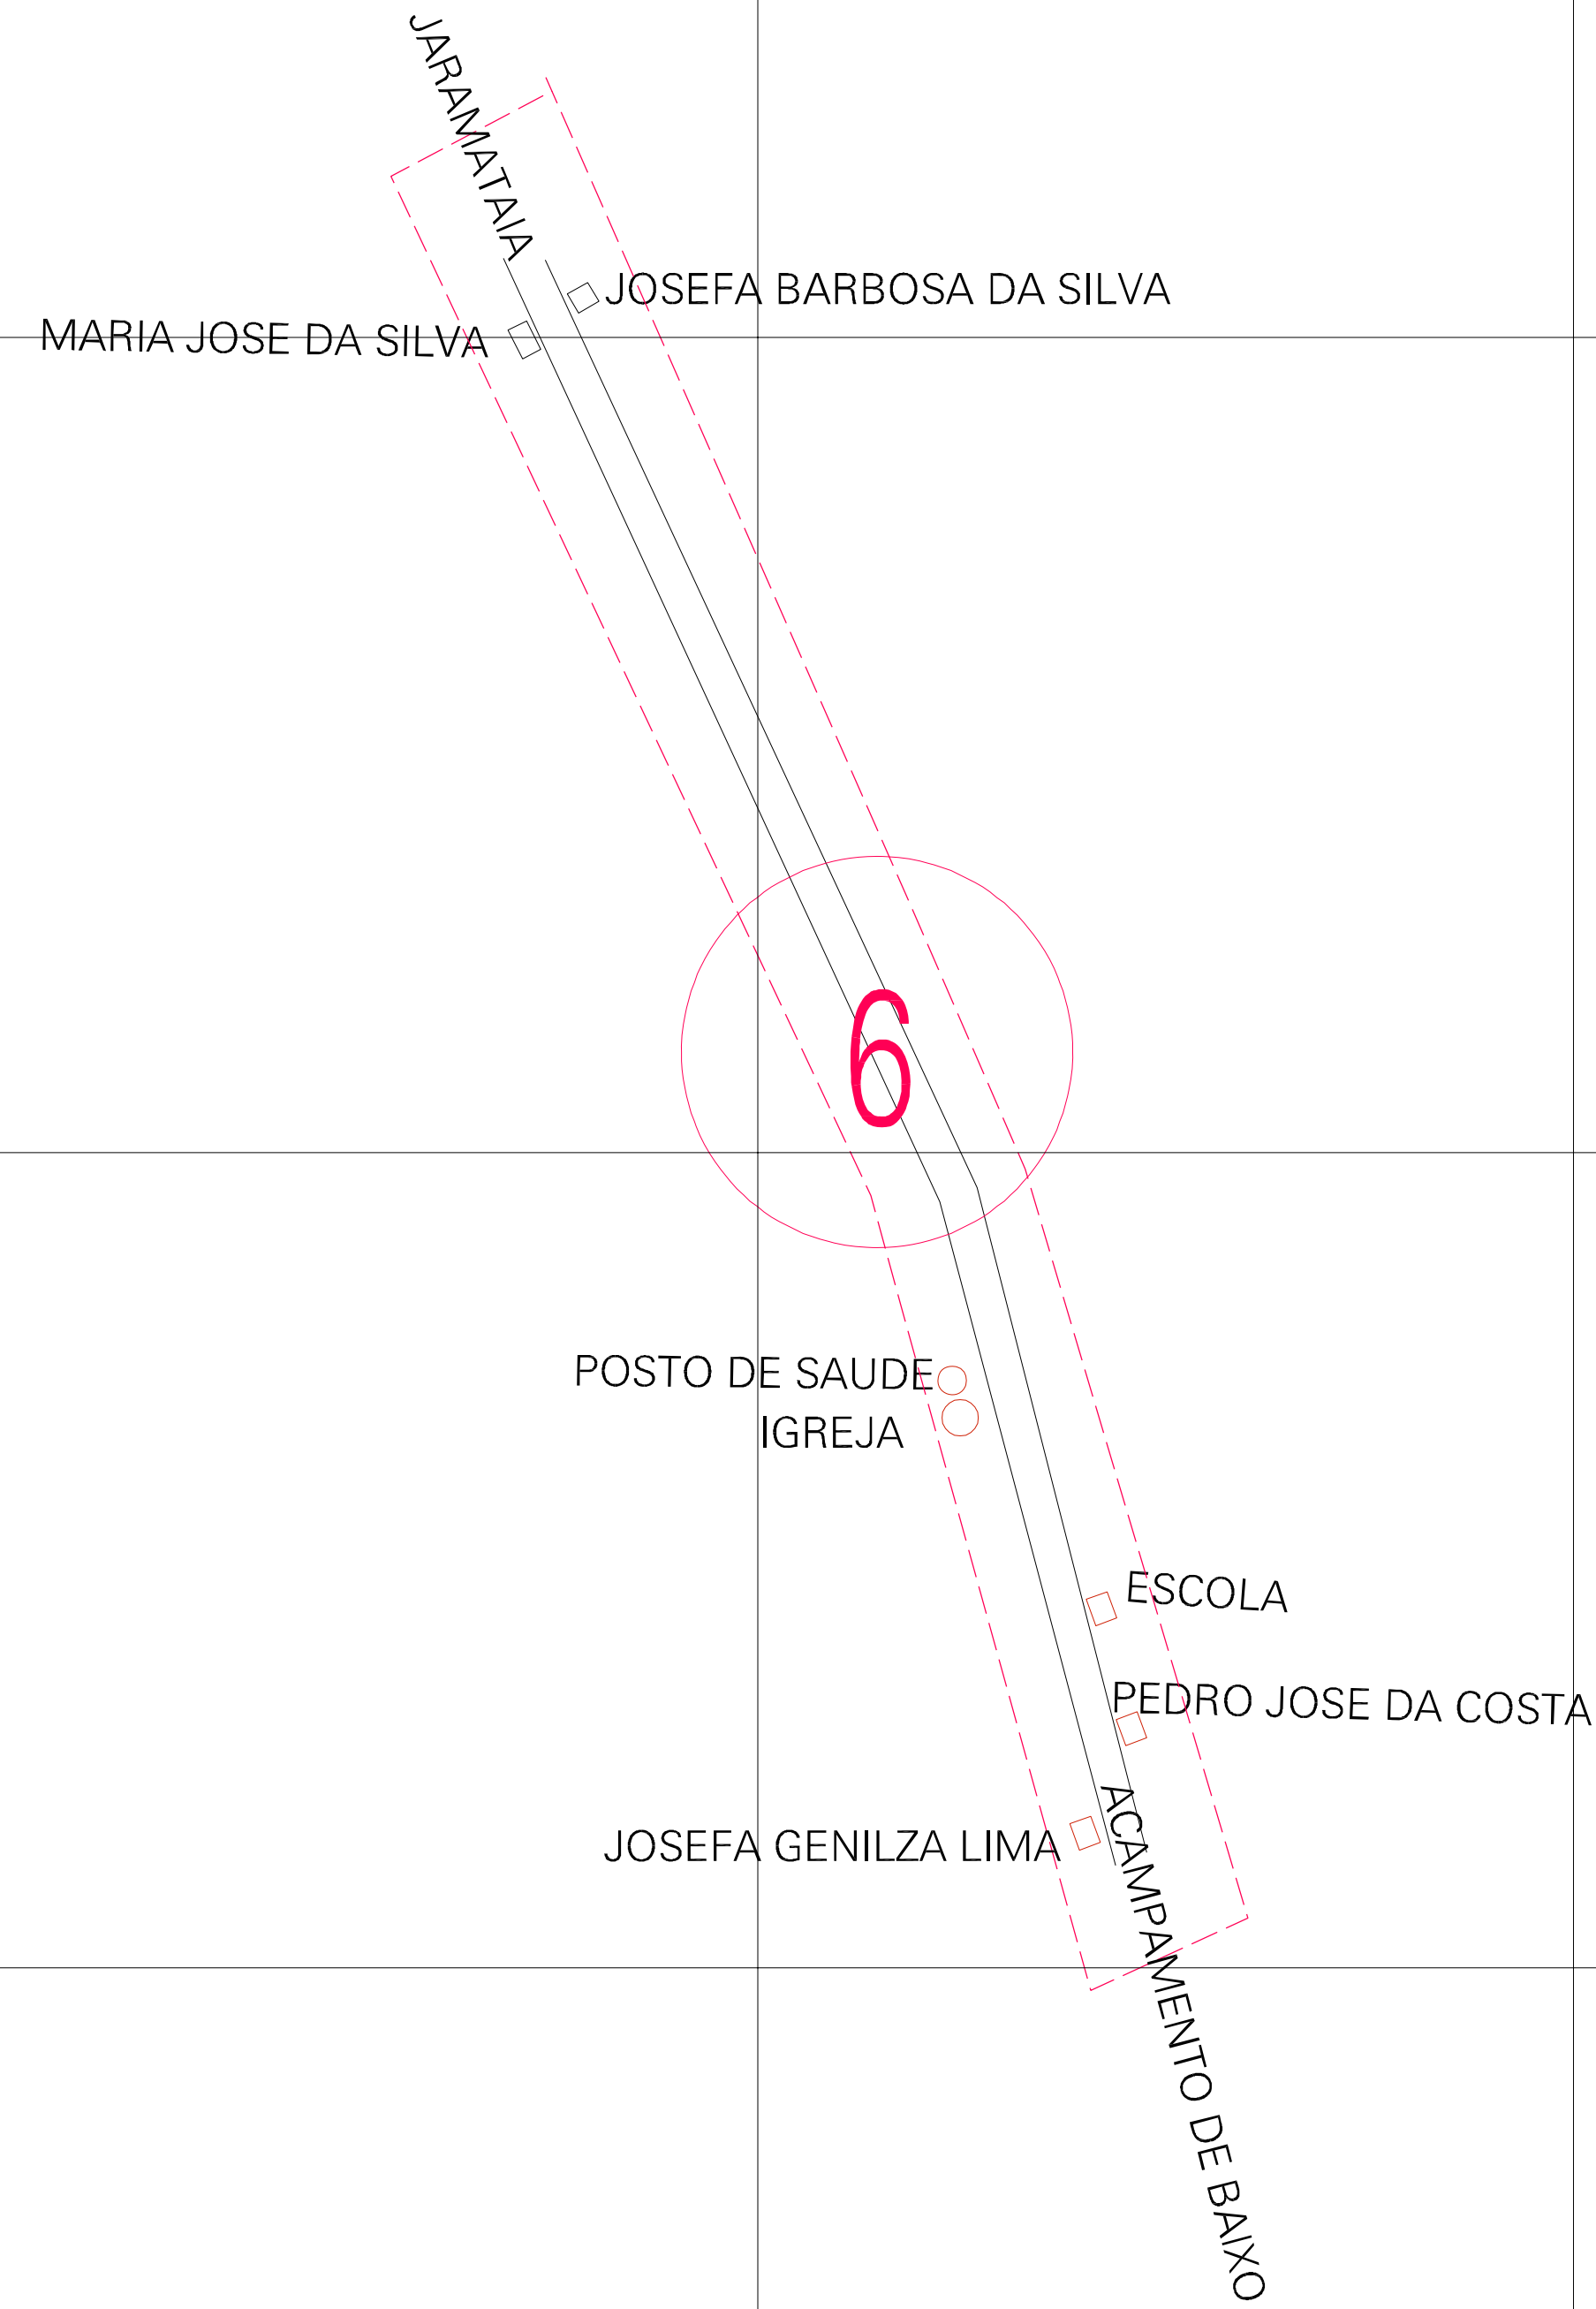 JARAMATAIA
JOSEFA BARBOSA DA SILVA
MARIA JOSE DA SILVA
6
POSTO DE SAUDE
IGREJA
ESCOLA
PEDRO JOSE DA COSTA
JOSEFA GENILZA LIMA
ACAMPAMENTO DE BAIXO